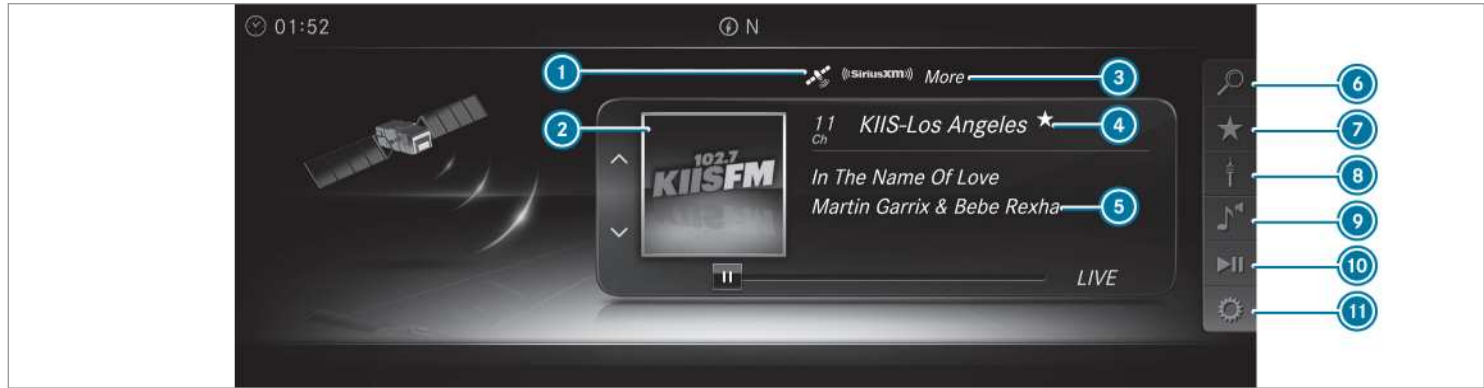 01:52
N
1
((SiriusXM))
More
3
6
2
11
Ch
KIIS-Los Angeles
4
7
102.7
KIISFM
In The Name Of Love
8
Martin Garrix & Bebe Rexha
5
9
LIVE
10
11